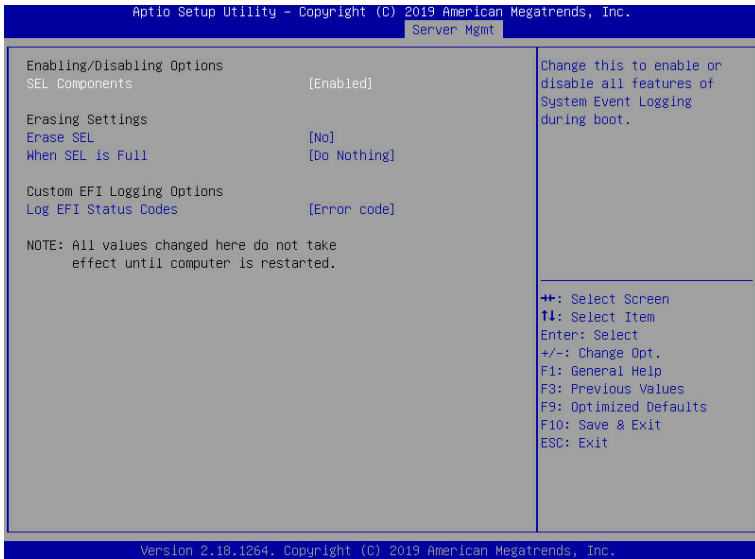 Aptio Setup Utility – Copyright (C) 2019 American Megatrends, Inc.
Server Mgmt
Enabling/Disabling Options
SEL Components [Enabled]
Erasing Settings
Erase SEL [No]
When SEL is Full [Do Nothing]
Custom EFI Logging Options
Log EFI Status Codes [Error code]
NOTE: All values changed here do not take
effect until computer is restarted.
Change this to enable or
disable all features of
System Event Logging
during boot.
→←: Select Screen
↑↓: Select Item
Enter: Select
+/-: Change Opt.
F1: General Help
F3: Previous Values
F9: Optimized Defaults
F10: Save & Exit
ESC: Exit
Version 2.18.1264. Copyright (C) 2019 American Megatrends, Inc.